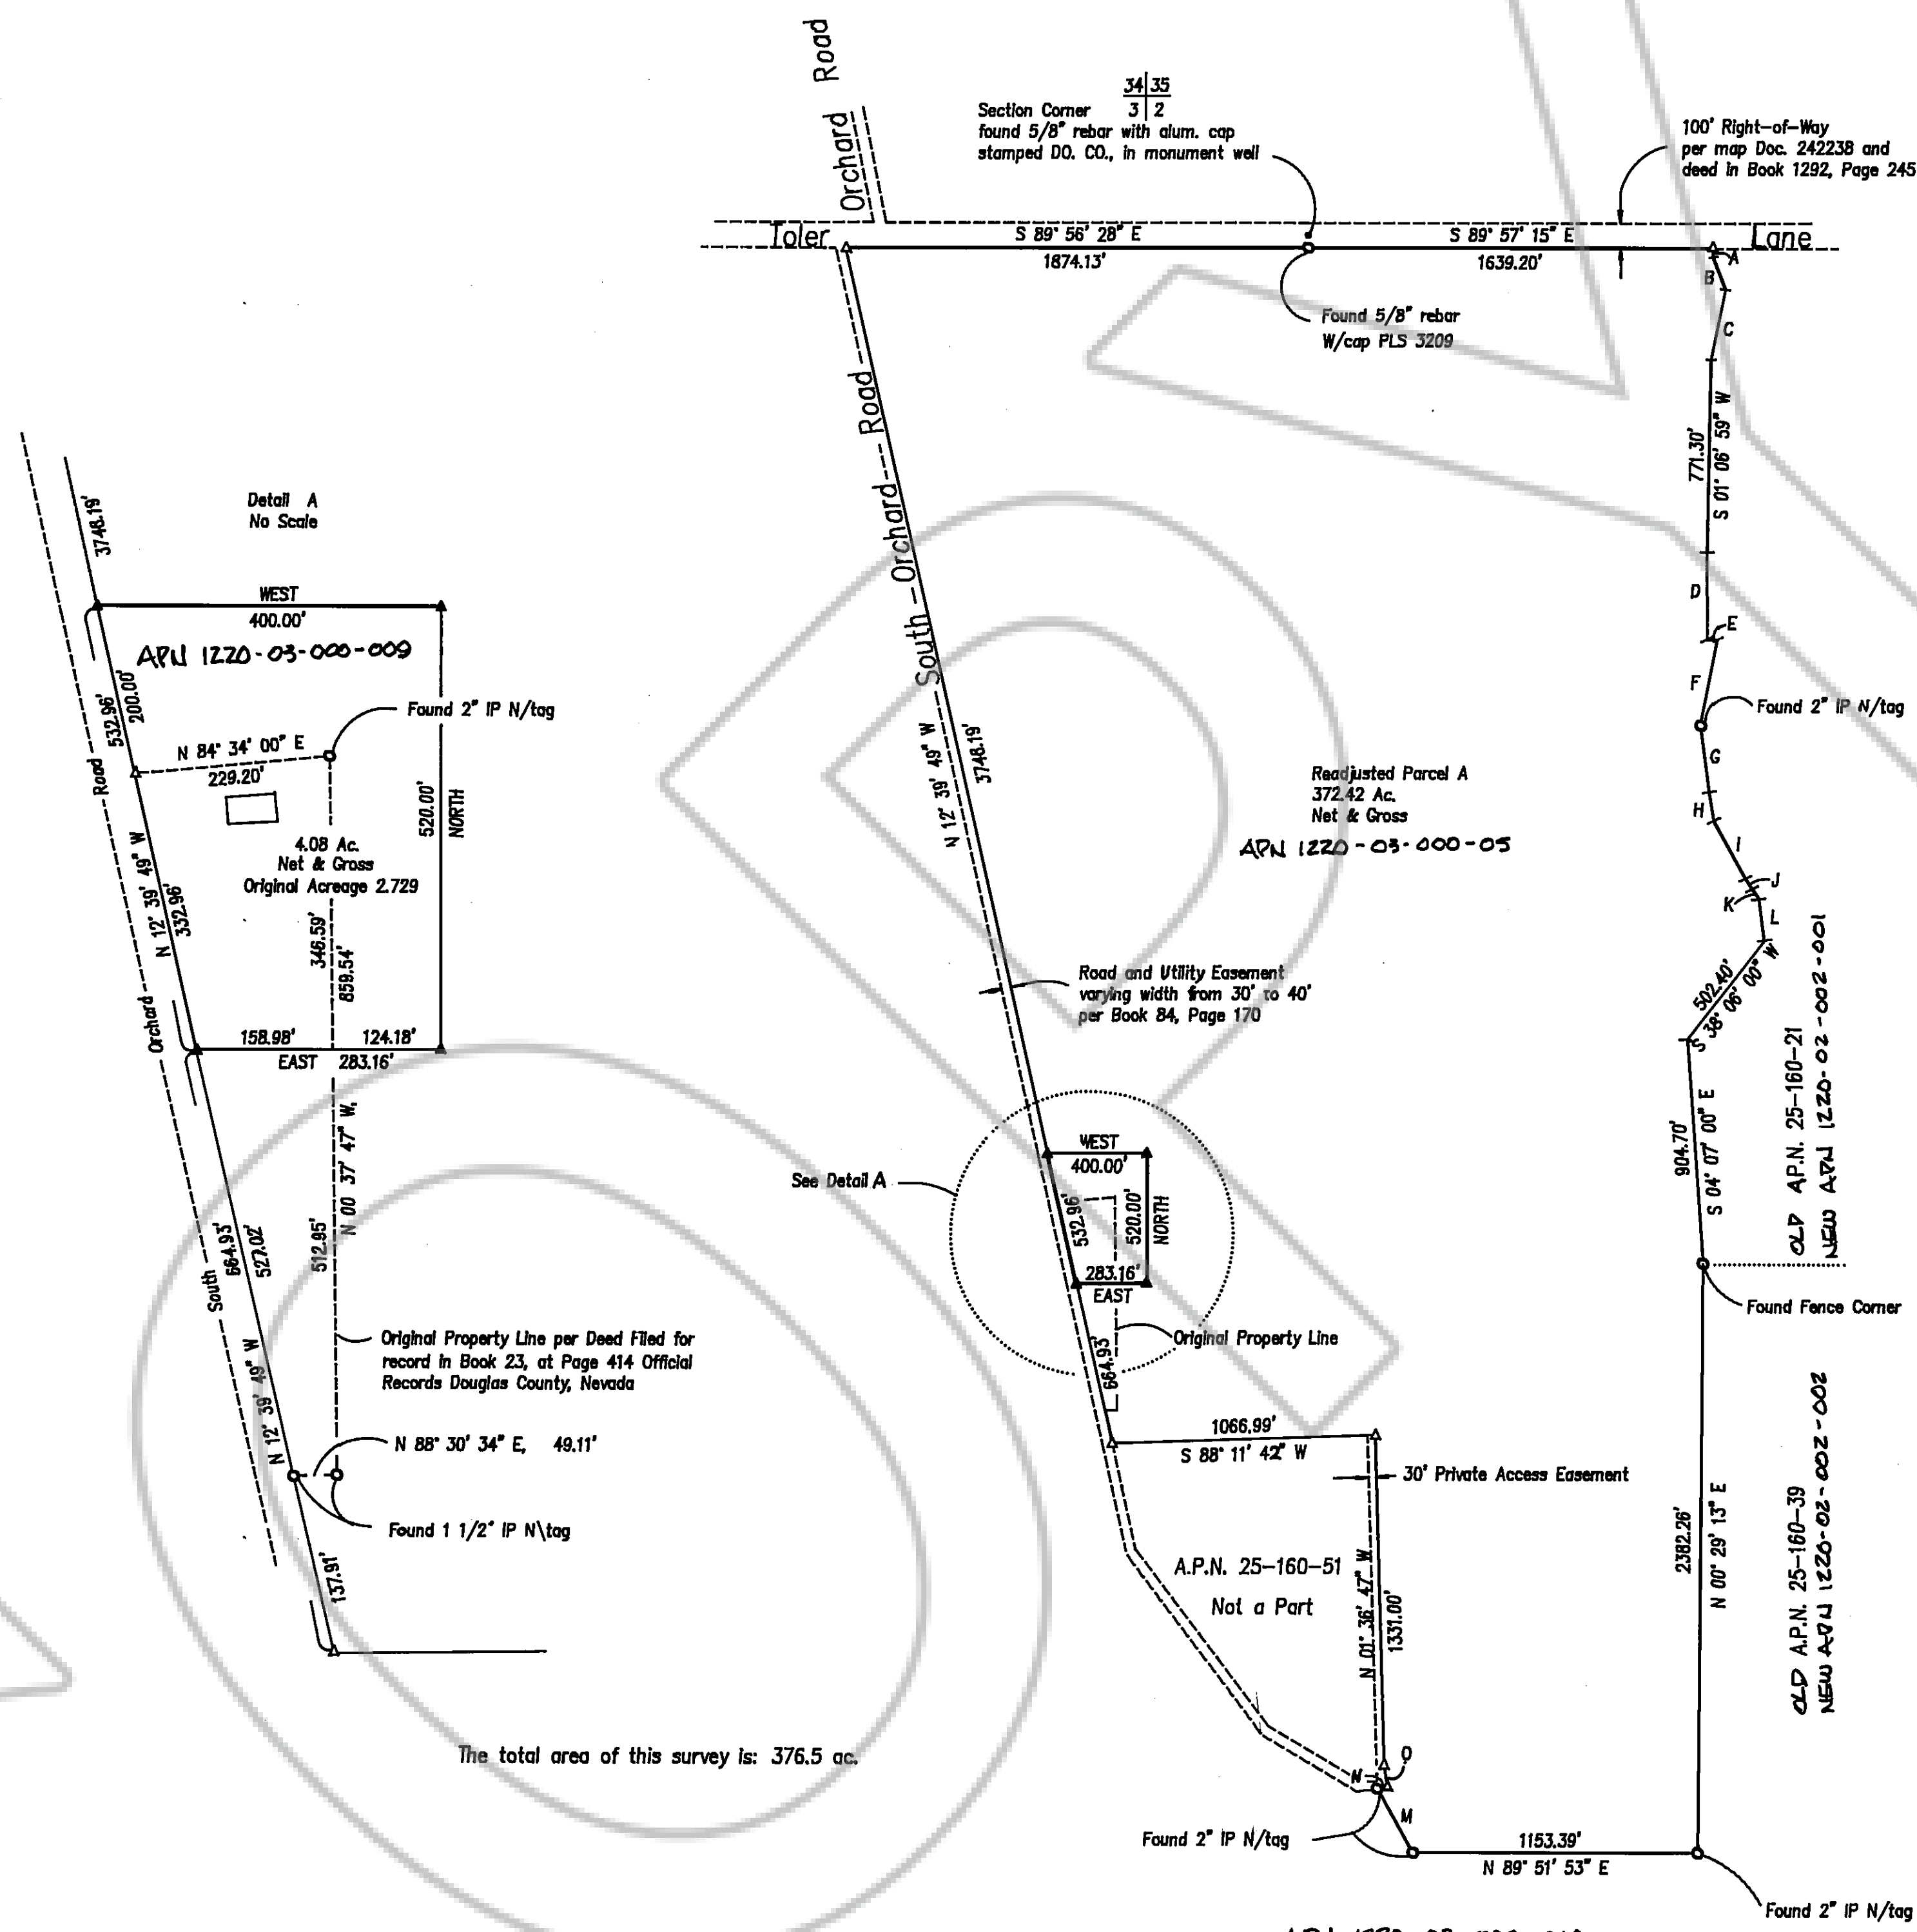 Orchard Road
34 35
3 2
Section Corner
found 5/8" rebar with alum. cap
stamped DO. CO., in monument well
100' Right-of-Way
per map Doc. 242238 and
deed in Book 1292, Page 245
Toler
S 89° 56' 28" E
1874.13'
S 89° 57' 15" E
1639.20'
Lane
Found 5/8" rebar
W/cap PLS 3209
A
B
C
771.30'
S 01° 06' 59" W
D
E
F
Found 2" IP N/tag
G
H
I
J
K
L
502.40'
S 38° 06' 00" W
904.70'
S 04° 07' 00" E
OLD A.P.N. 25-160-21
NEW APN 1220-02-002-001
Found Fence Corner
2382.26'
N 00° 29' 13" E
OLD A.P.N. 25-160-39
NEW APN 1220-02-002-002
South Orchard Road
N 12° 39' 49" W
3748.19'
Readjusted Parcel A
372.42 Ac.
Net & Gross
APN 1220-03-000-05
Road and Utility Easement
varying width from 30' to 40'
per Book 84, Page 170
See Detail A
WEST
400.00'
532.96'
520.00'
NORTH
283.16'
EAST
664.93'
Original Property Line
1066.99'
S 88° 11' 42" W
30' Private Access Easement
A.P.N. 25-160-51
Not a Part
N 01° 36' 47" W
1331.00'
O
N
M
Found 2" IP N/tag
1153.39'
N 89° 51' 53" E
Found 2" IP N/tag
Detail A
No Scale
3748.19'
WEST
400.00'
APN 1220-03-000-009
532.96'
200.00'
Found 2" IP N/tag
N 84° 34' 00" E
229.20'
520.00'
NORTH
4.08 Ac.
Net & Gross
Original Acreage 2.729
N 12° 39' 49" W
332.96'
346.59'
859.54'
158.98'
124.18'
EAST 283.16'
South Orchard Road
664.93'
527.02'
512.95'
N 00 37' 47" W.
Original Property Line per Deed Filed for
record in Book 23, at Page 414 Official
Records Douglas County, Nevada
N 12° 39' 49" W
N 88° 30' 34" E, 49.11'
Found 1 1/2" IP N\tag
137.91'
The total area of this survey is: 376.5 ac.